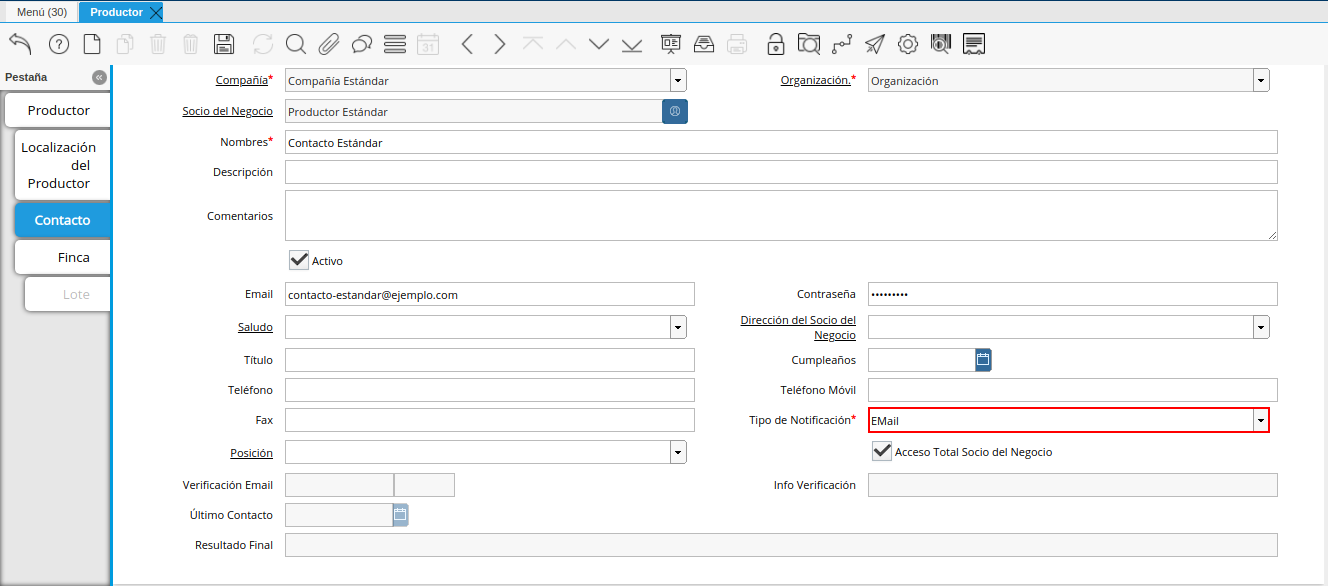 Menú (30)
Productor
31
Pestaña
Productor
Localización
del
Productor
Contacto
Finca
Lote
Compañía* Compañía Estándar
Organización.* Organización
Socio del Negocio Productor Estándar
Nombres* Contacto Estándar
Descripción
Comentarios
Activo
Email contacto-estandar@ejemplo.com
Contraseña •••••••••
Saludo
Dirección del Socio del
Negocio
Título
Cumpleaños
Teléfono
Teléfono Móvil
Fax
Tipo de Notificación* EMail
Posición
Acceso Total Socio del Negocio
Verificación Email
Info Verificación
Último Contacto
Resultado Final